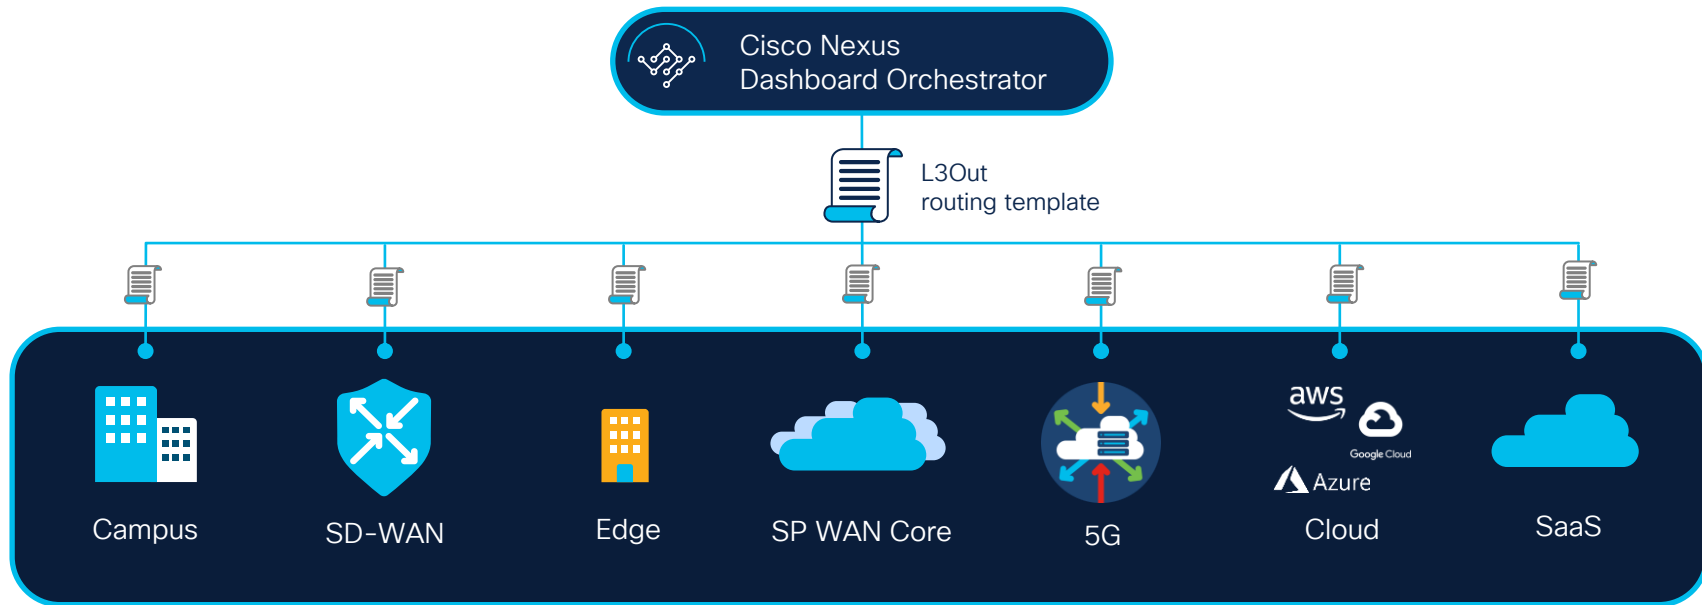 Cisco Nexus
Dashboard Orchestrator
L3Out
routing template
aws
Google Cloud
Azure
Campus
SD-WAN
Edge
SP WAN Core
5G
Cloud
SaaS